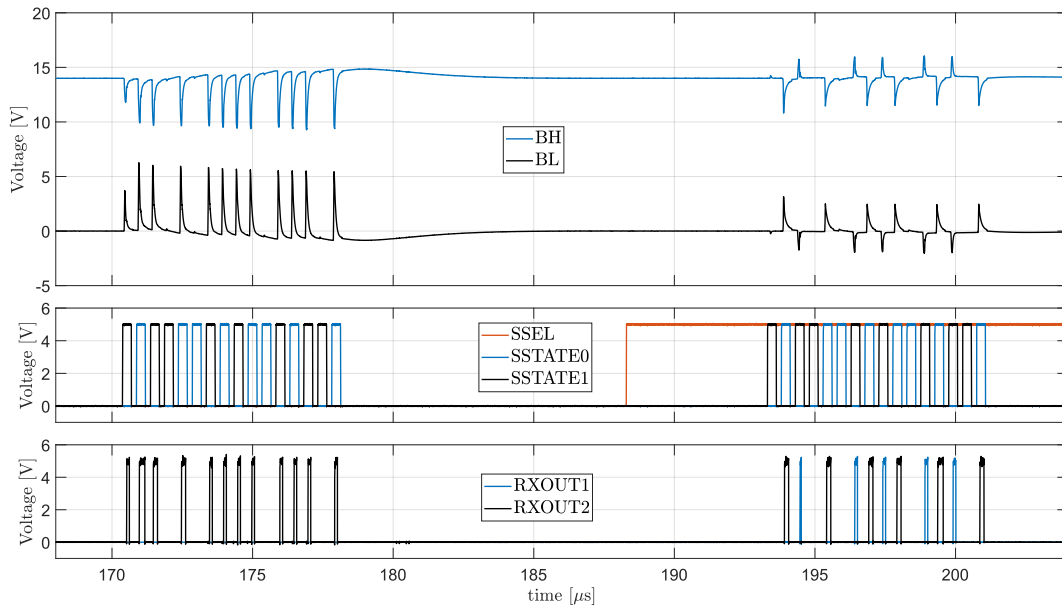 20
15
10
5
0
-5
Voltage [V]
BH
BL
6
4
2
0
Voltage [V]
SSEL
SSTATE0
SSTATE1
6
4
2
0
Voltage [V]
RXOUT1
RXOUT2
170 175 180 185 190 195 200
time [μs]